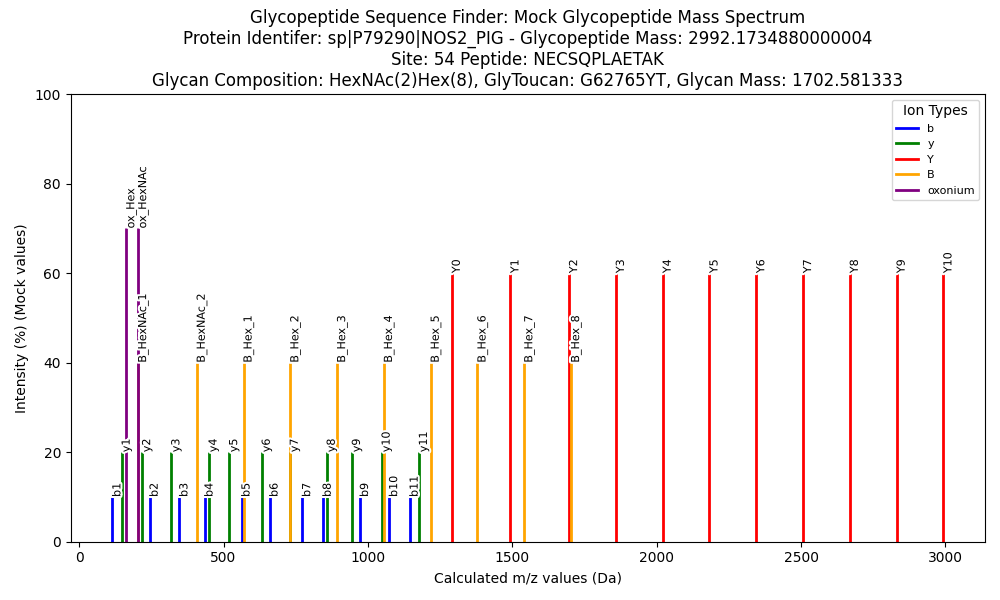 Glycopeptide Sequence Finder: Mock Glycopeptide Mass Spectrum
Protein Identifer: sp|P79290|NOS2_PIG - Glycopeptide Mass: 2992.1734880000004
Site: 54 Peptide: NECSQPLAETAK
Glycan Composition: HexNAc(2)Hex(8), GlyToucan: G62765YT, Glycan Mass: 1702.581333
Intensity (%) (Mock values)
100
80
60
40
20
0
Ion Types
b
y
Y
B
oxonium
ox_Hex
ox_HexNAc
Y0
Y1
Y2
Y3
Y4
Y5
Y6
Y7
Y8
Y9
Y10
B_HexNAc_1
B_HexNAc_2
B_Hex_1
B_Hex_2
B_Hex_3
B_Hex_4
B_Hex_5
B_Hex_6
B_Hex_7
B_Hex_8
y1
y2
y3
y4
y5
y6
y7
y8
y9
y10
y11
b1
b2
b3
b4
b5
b6
b7
b8
b9
b10
b11
0
500
1000
1500
2000
2500
3000
Calculated m/z values (Da)